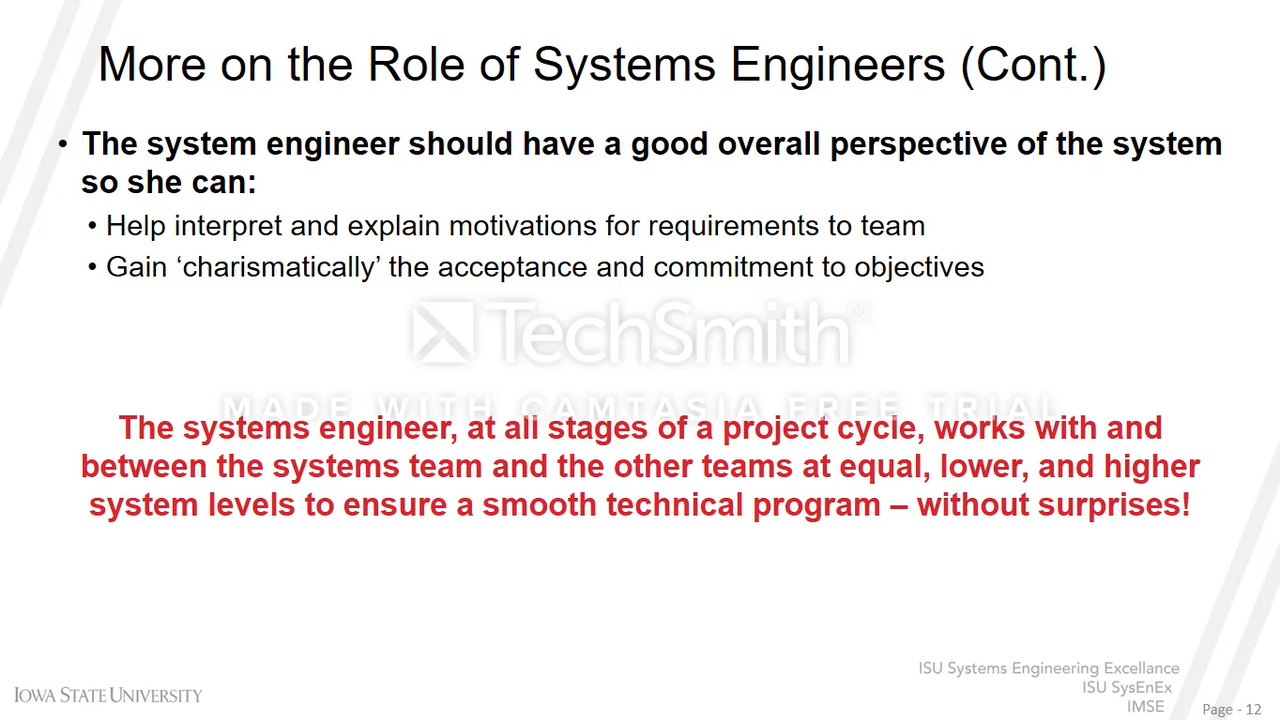 More on the Role of Systems Engineers (Cont.)
• The system engineer should have a good overall perspective of the system
so she can:
• Help interpret and explain motivations for requirements to team
• Gain ‘charismatically’ the acceptance and commitment to objectives
TechSmith®
MADE WITH CAMTASIA FREE TRIAL
The systems engineer, at all stages of a project cycle, works with and
between the systems team and the other teams at equal, lower, and higher
system levels to ensure a smooth technical program – without surprises!
ISU Systems Engineering Excellance
ISU SysEnEx
IOWA STATE UNIVERSITY
IMSE
Page - 12